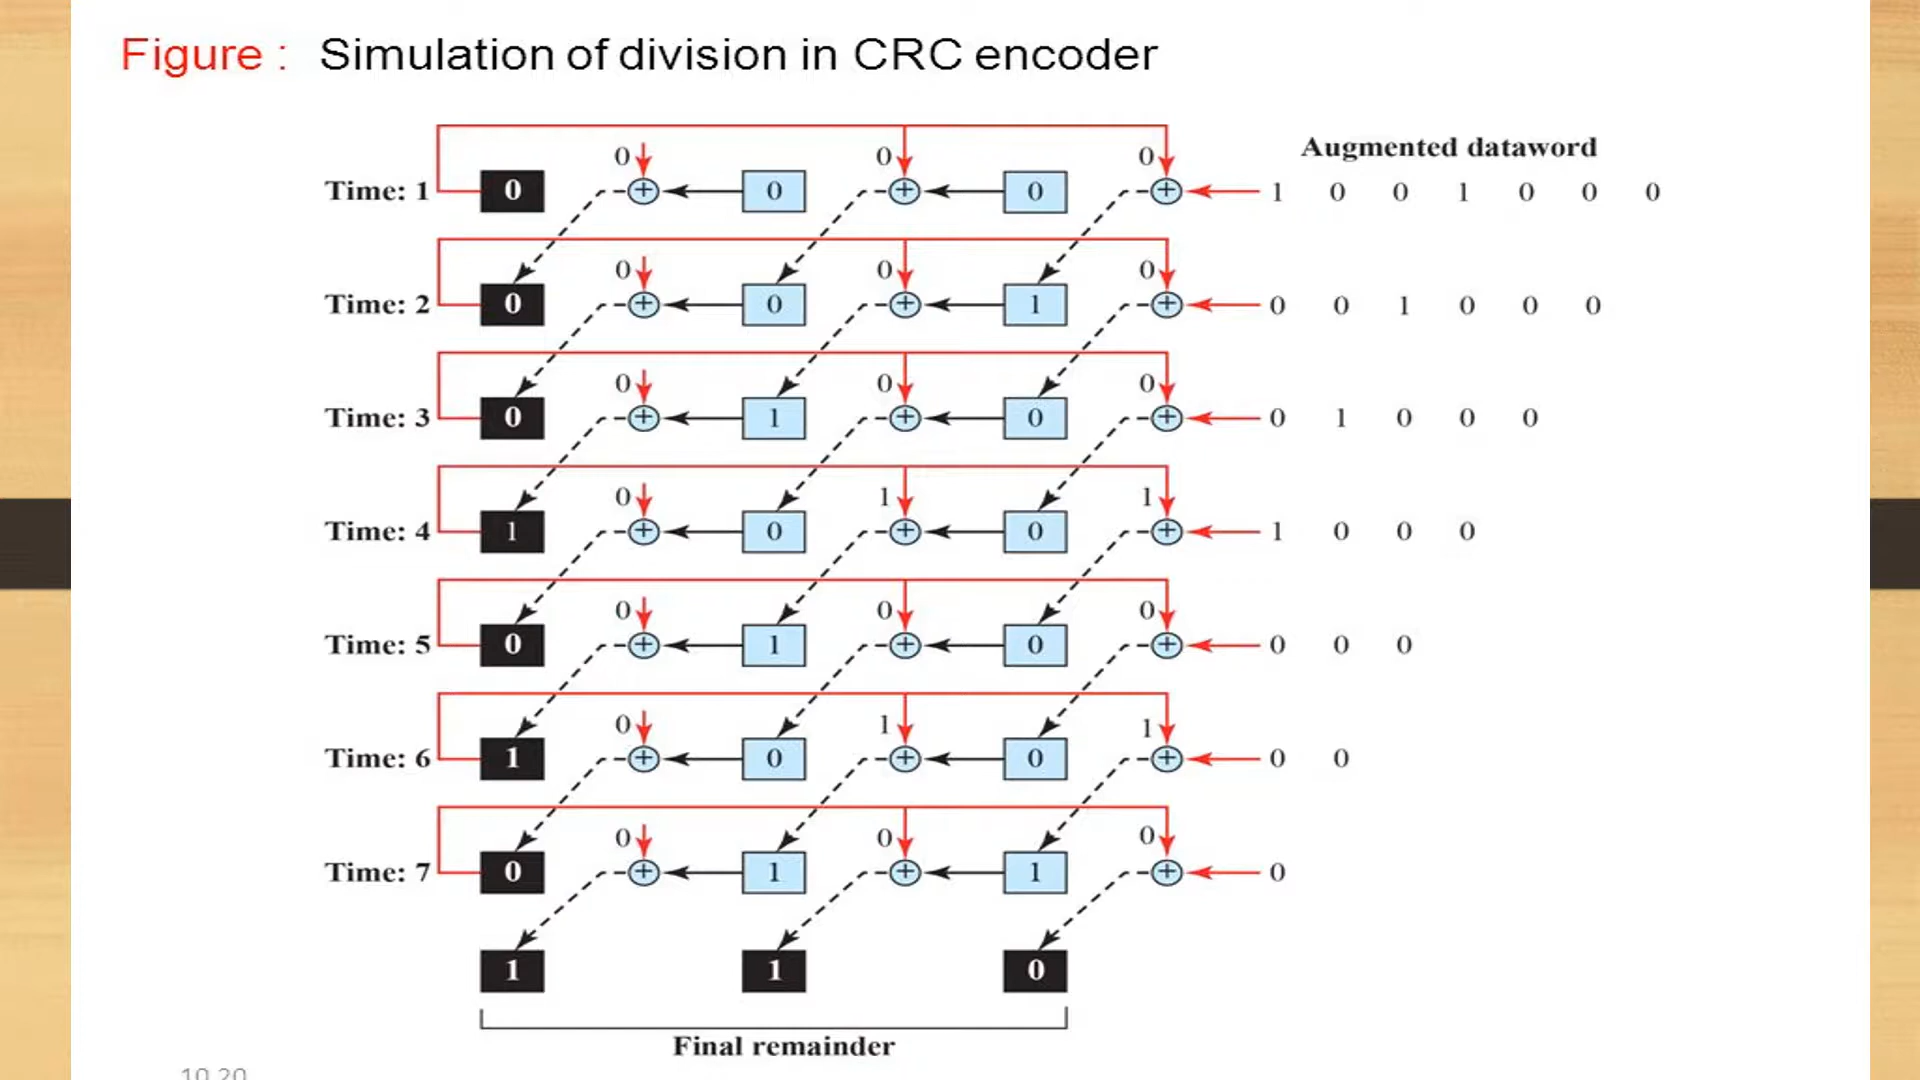 Figure : Simulation of division in CRC encoder
Augmented dataword
0 0 0
Time: 1 0 + 0 + 0 + 1 0 0 1 0 0 0
0 0 0
Time: 2 0 + 0 + 1 + 0 0 1 0 0 0
0 0 0
Time: 3 0 + 1 + 0 + 0 1 0 0 0
0 1 1
Time: 4 1 + 0 + 0 + 1 0 0 0
0 0 0
Time: 5 0 + 1 + 0 + 0 0 0
0 1 1
Time: 6 1 + 0 + 0 + 0 0
0 0 0
Time: 7 0 + 1 + 1 + 0
1 1 0
Final remainder
10.20